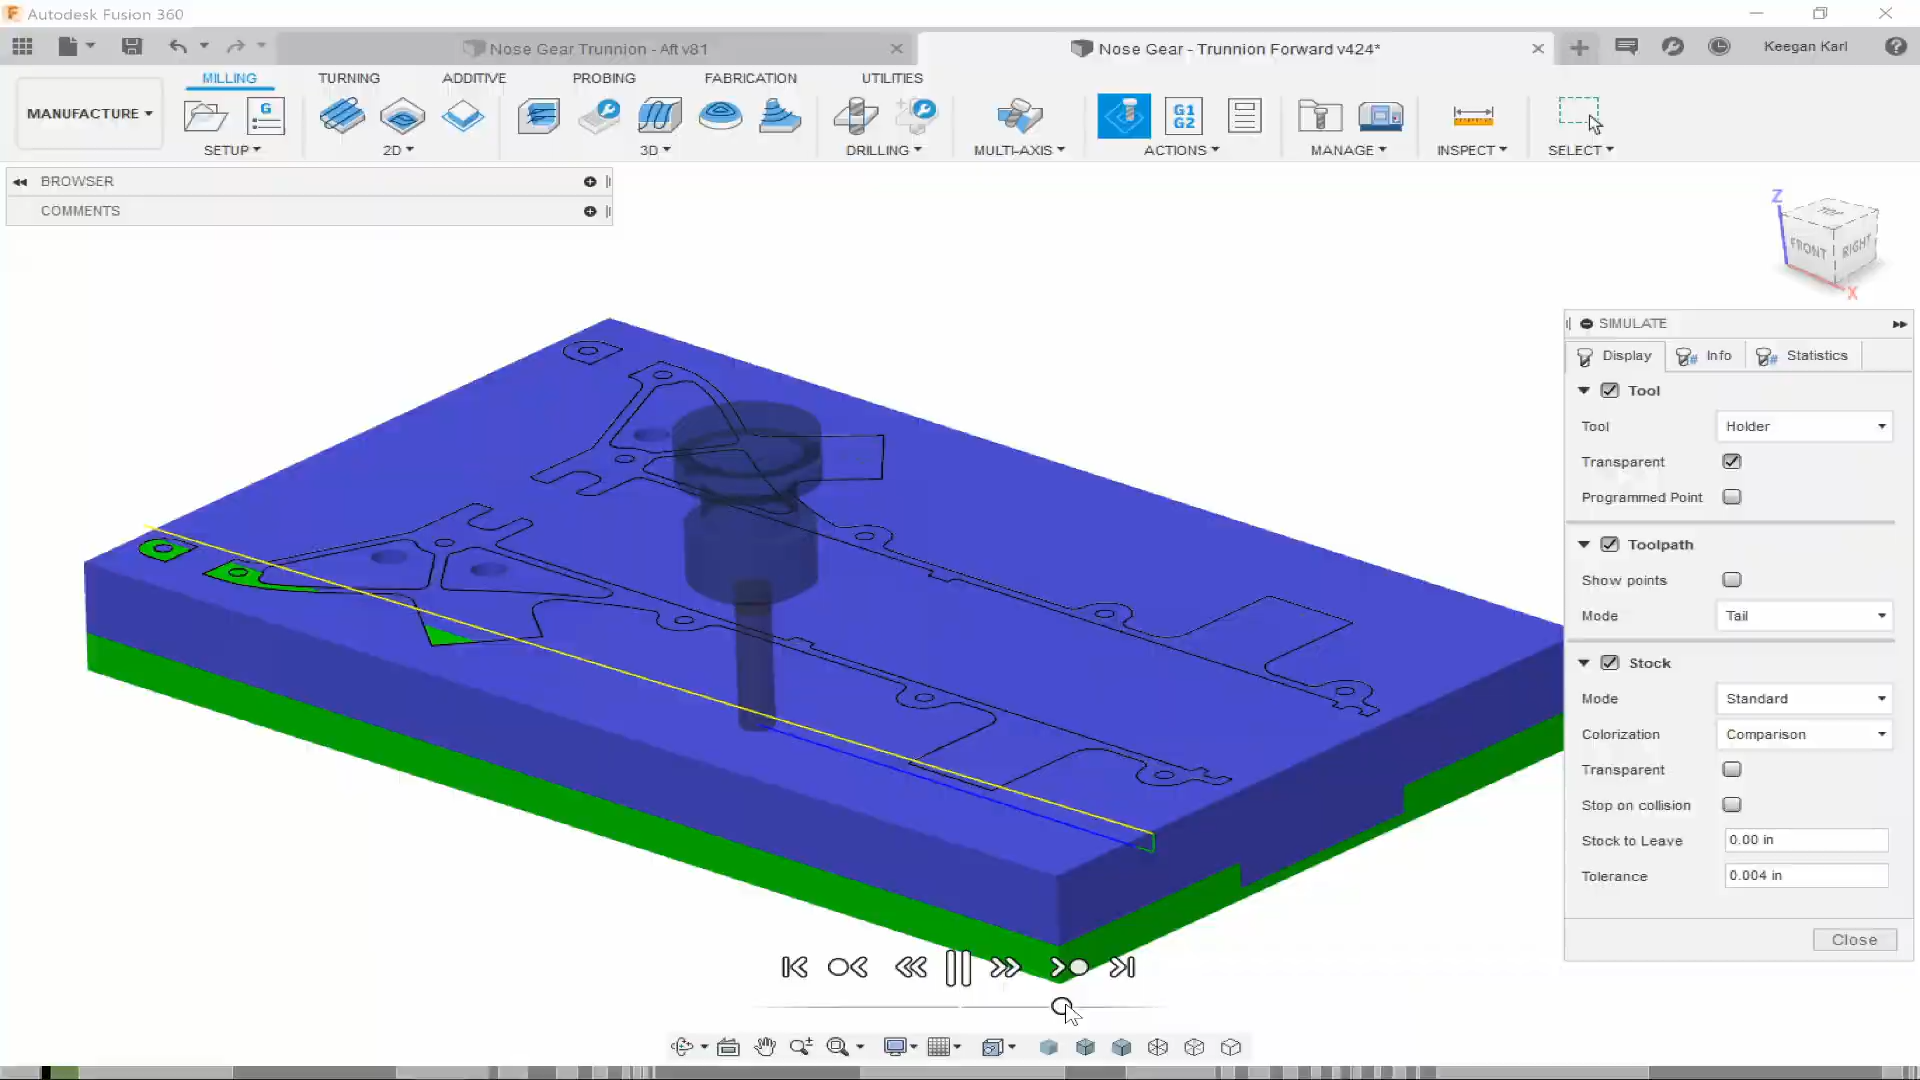 Autodesk Fusion 360
Nose Gear Trunnion - Aft v81
Nose Gear - Trunnion Forward v424*
Keegan Karl
MANUFACTURE
MILLING TURNING ADDITIVE PROBING FABRICATION UTILITIES
G
G1
G2
SETUP 2D 3D DRILLING MULTI-AXIS ACTIONS MANAGE INSPECT SELECT
BROWSER
COMMENTS
Z
TOP
FRONT
RIGHT
X
SIMULATE
Display Info Statistics
Tool
Tool Holder
Transparent
Programmed Point
Toolpath
Show points
Mode Tail
Stock
Mode Standard
Colorization Comparison
Transparent
Stop on collision
Stock to Leave 0.00 in
Tolerance 0.004 in
Close